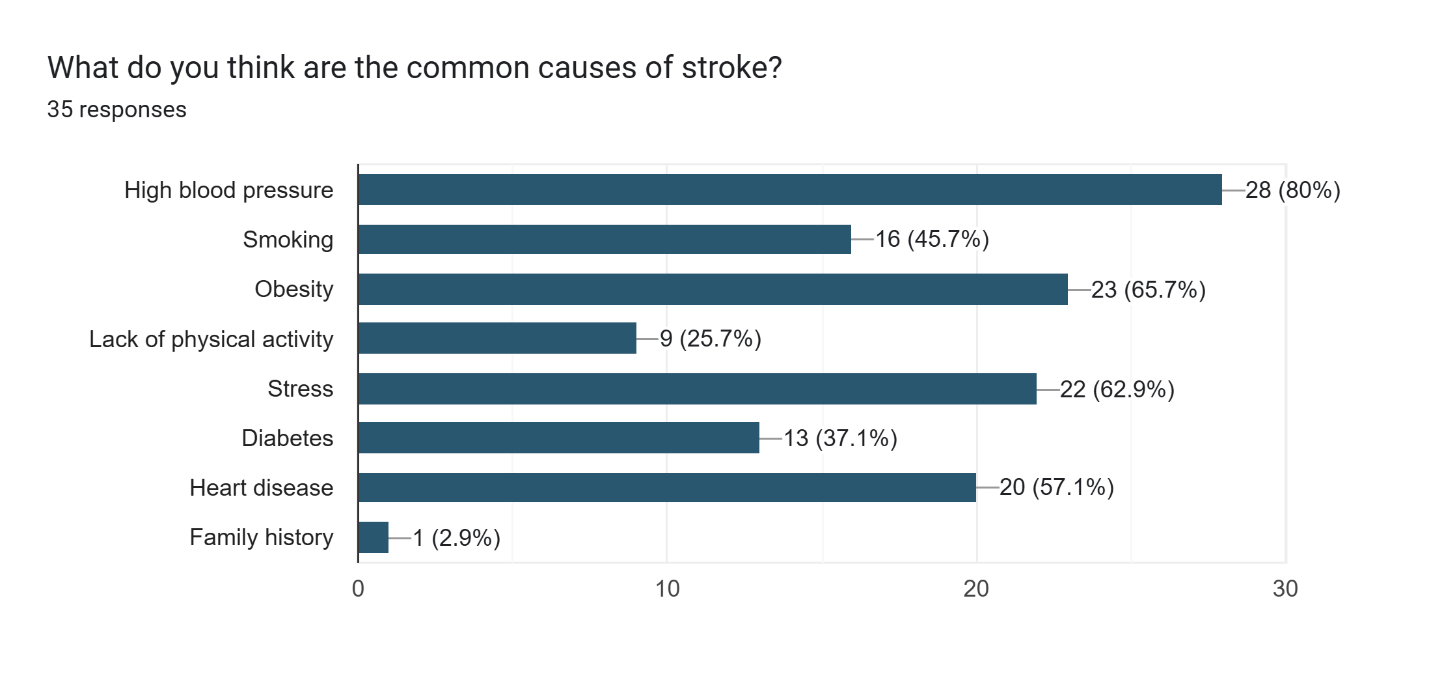 What do you think are the common causes of stroke?
35 responses
High blood pressure 28 (80%)
Smoking 16 (45.7%)
Obesity 23 (65.7%)
Lack of physical activity 9 (25.7%)
Stress 22 (62.9%)
Diabetes 13 (37.1%)
Heart disease 20 (57.1%)
Family history 1 (2.9%)
0 10 20 30